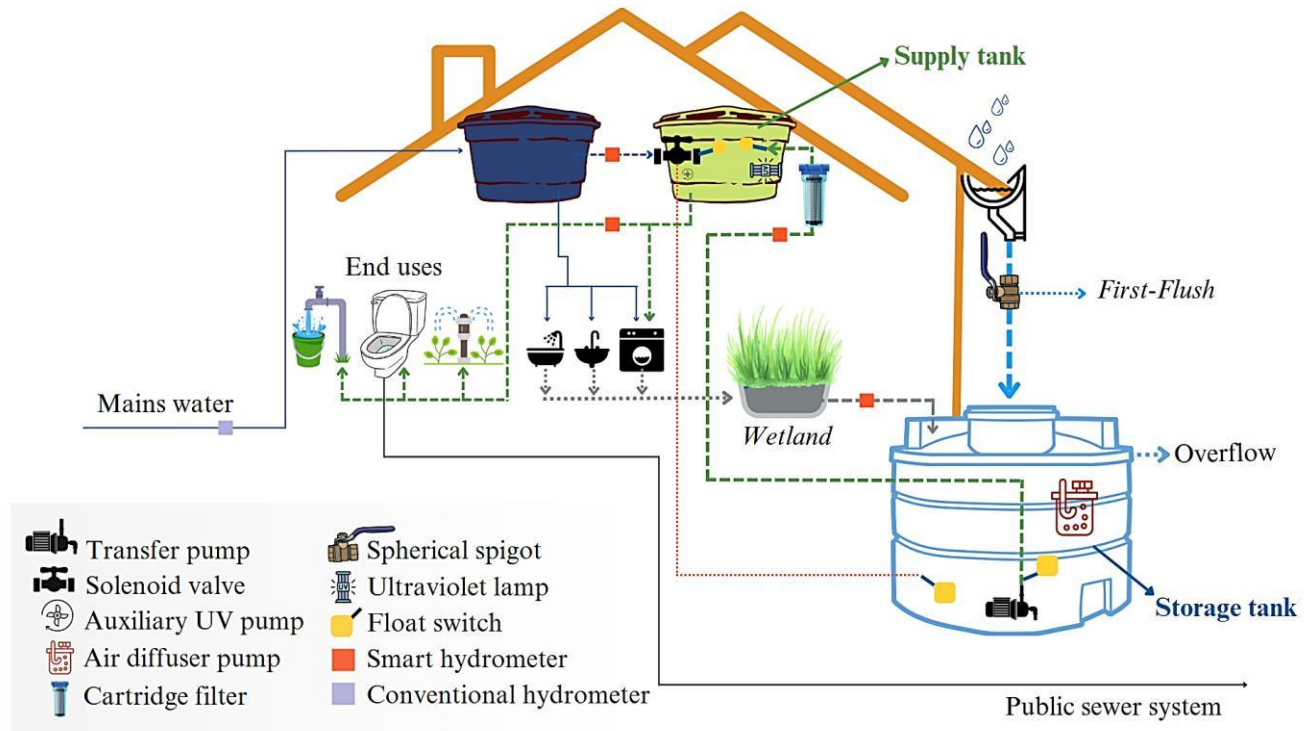 Supply tank
End uses
First-Flush
Mains water
Wetland
Overflow
Storage tank
Transfer pump
Solenoid valve
Auxiliary UV pump
Air diffuser pump
Cartridge filter
Spherical spigot
UV
Ultraviolet lamp
Float switch
Smart hydrometer
Conventional hydrometer
Public sewer system